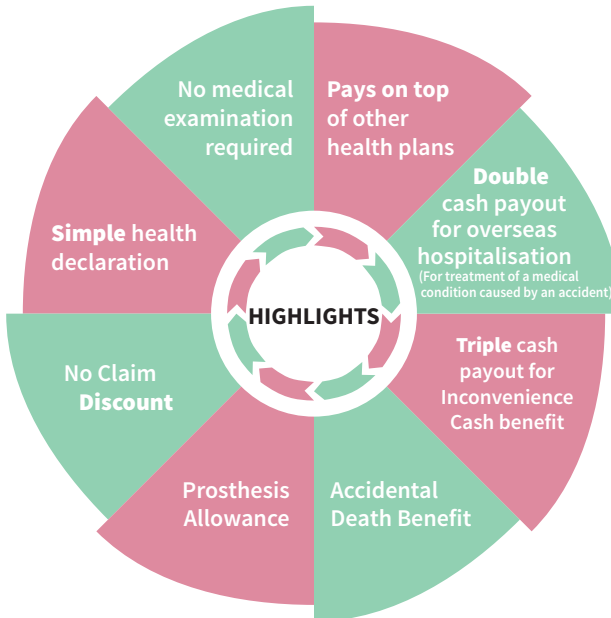 No medical
examination
required
Pays on top
of other
health plans
Double
cash payout
for overseas
hospitalisation
(For treatment of a medical
condition caused by an accident)
Triple cash
payout for
Inconvenience
Cash benefit
Accidental
Death Benefit
Prosthesis
Allowance
No Claim
Discount
Simple health
declaration
HIGHLIGHTS